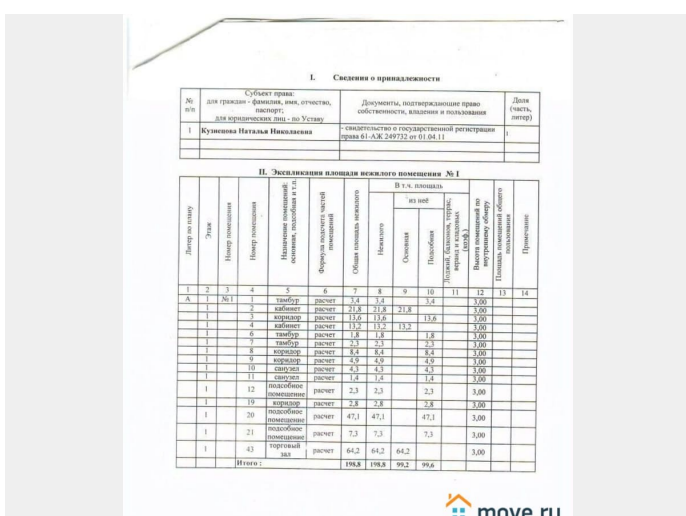 I. Сведения о принадлежности
№ п/п
Субъект права:
для граждан - фамилия, имя, отчество,
паспорт;
для юридических лиц - по Уставу
Документы, подтверждающие право
собственности, владения и пользования
Доля
(часть,
литер)
1 Кузнецова Наталья Николаевна - свидетельство о государственной регистрации
права 61-АЖ 249732 от 01.04.11 1
II. Экспликация площади нежилого помещения № I
Литер по плану
Этаж
Номер помещения
Номер помещения
Назначение помещений:
основная, подсобная и т.п.
Формула подсчета частей
помещений
Общая площадь нежилого
В т.ч. площадь
из неё
Нежилого
Основная
Подсобная
Лоджий, балконов, террас,
веранд и кладовых
(коэф.)
Высота помещений по
внутреннему обмеру
Площадь помещений общего
пользования
Примечание
1 2 3 4 5 6 7 8 9 10 11 12 13 14
А 1 № I 1 тамбур расчет 3,4 3,4 3,4 3,00
1 2 кабинет расчет 21,8 21,8 21,8 3,00
1 3 коридор расчет 13,6 13,6 13,6 3,00
1 4 кабинет расчет 13,2 13,2 13,2 3,00
1 6 тамбур расчет 1,8 1,8 1,8 3,00
1 7 тамбур расчет 2,3 2,3 2,3 3,00
1 8 коридор расчет 8,4 8,4 8,4 3,00
1 9 коридор расчет 4,9 4,9 4,9 3,00
1 10 санузел расчет 4,3 4,3 4,3 3,00
1 11 санузел расчет 1,4 1,4 1,4 3,00
1 12 подсобное
помещение расчет 2,3 2,3 2,3 3,00
1 19 коридор расчет 2,8 2,8 2,8 3,00
1 20 подсобное
помещение расчет 47,1 47,1 47,1 3,00
1 21 подсобное
помещение расчет 7,3 7,3 7,3 3,00
1 43 торговый
зал расчет 64,2 64,2 64,2 3,00
Итого : 198,8 198,8 99,2 99,6
move.ru